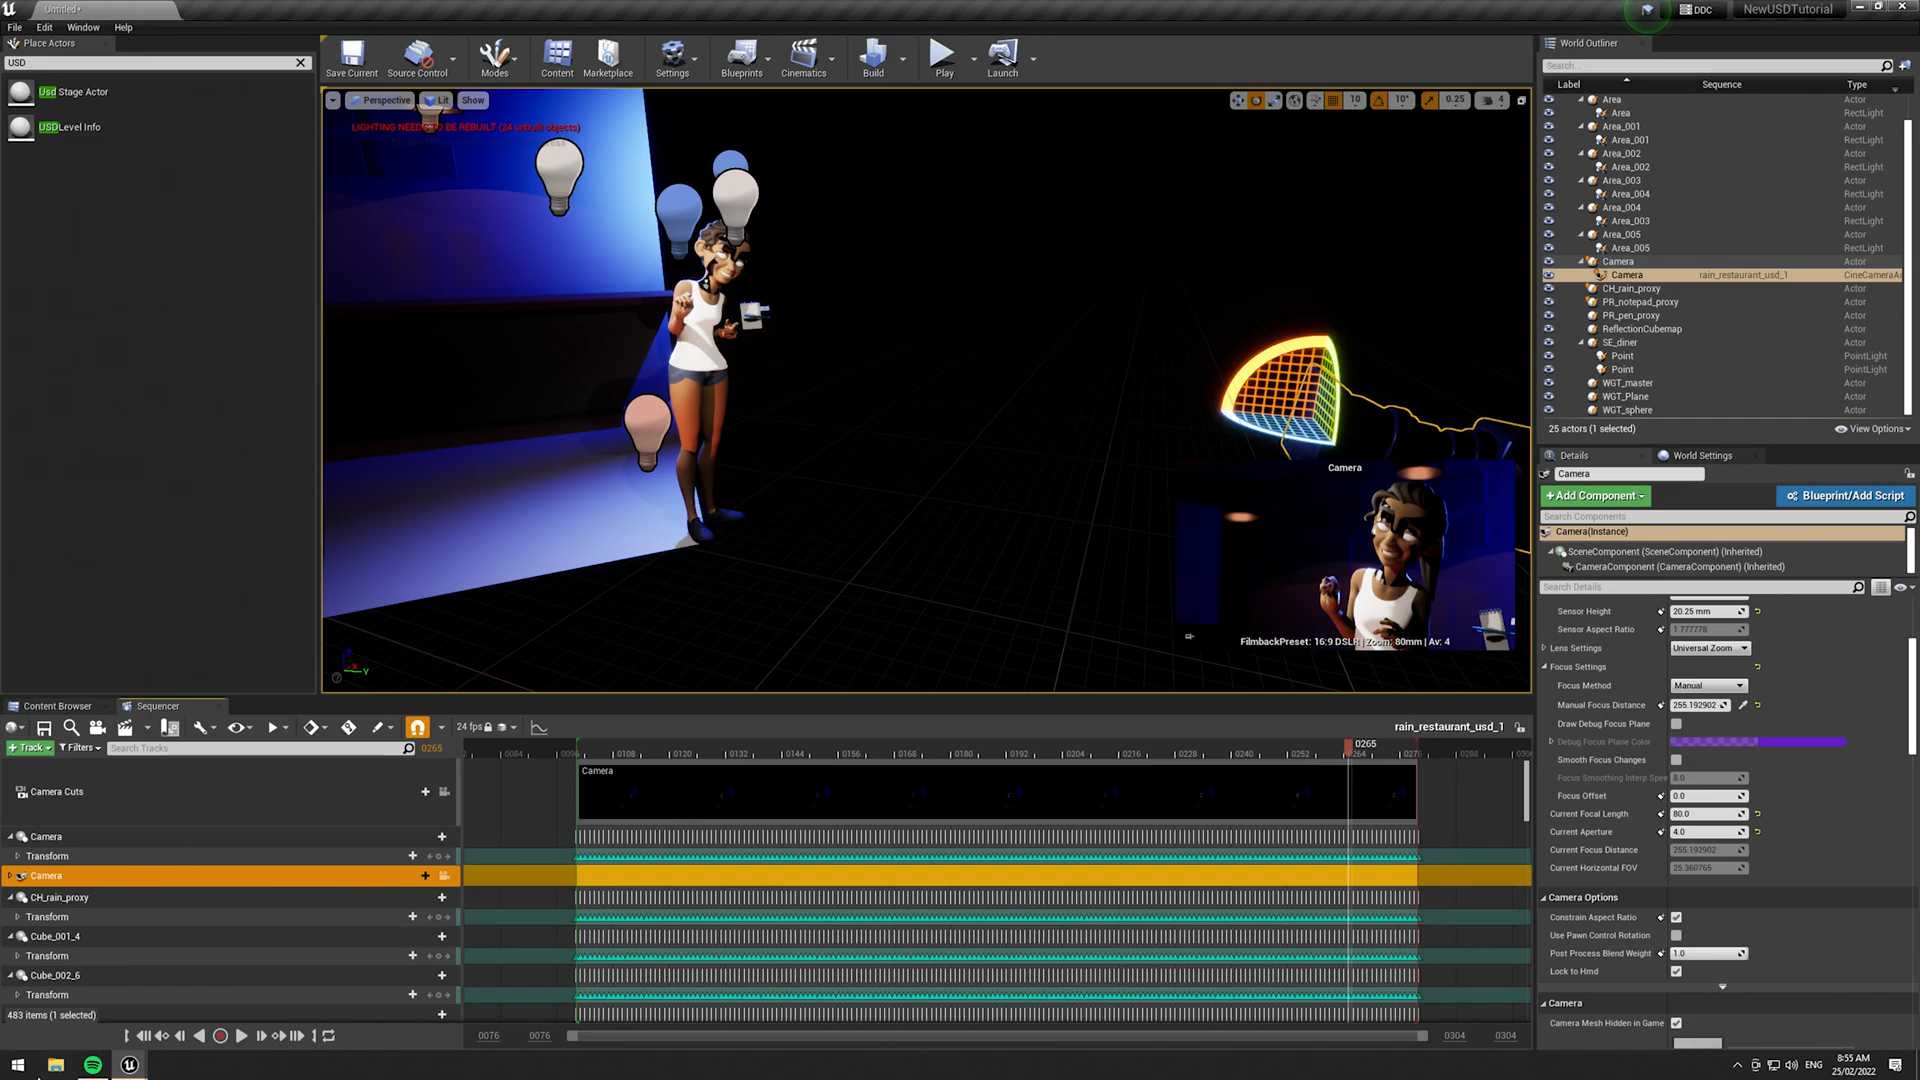 Untitled*
DDC
NewUSDTutorial
File Edit Window Help
Place Actors
USD
Usd Stage Actor
USDLevel Info
Save Current
Source Control
Modes
Content
Marketplace
Settings
Blueprints
Cinematics
Build
Play
Launch
Perspective
Lit
Show
10
10°
0.25
4
LIGHTING NEEDS TO BE REBUILT (24 unbuilt objects)
Camera
FilmbackPreset: 16:9 DSLR | Zoom: 80mm | Av: 4
World Outliner
Search...
Label Sequence Type
Area Actor
Area RectLight
Area_001 Actor
Area_001 RectLight
Area_002 Actor
Area_002 RectLight
Area_003 Actor
Area_004 RectLight
Area_004 Actor
Area_003 RectLight
Area_005 Actor
Area_005 RectLight
Camera Actor
Camera rain_restaurant_usd_1 CineCameraAc
CH_rain_proxy Actor
PR_notepad_proxy Actor
PR_pen_proxy Actor
ReflectionCubemap Actor
SE_diner Actor
Point PointLight
Point PointLight
WGT_master Actor
WGT_Plane Actor
WGT_sphere Actor
25 actors (1 selected)
View Options
Details
World Settings
Camera
+Add Component
Blueprint/Add Script
Search Components
Camera(Instance)
SceneComponent (SceneComponent) (Inherited)
CameraComponent (CameraComponent) (Inherited)
Search Details
Sensor Height 20.25 mm
Sensor Aspect Ratio 1.777778
Lens Settings Universal Zoom
Focus Settings
Focus Method Manual
Manual Focus Distance 255.192902
Draw Debug Focus Plane
Debug Focus Plane Color
Smooth Focus Changes
Focus Smoothing Interp Spee 8.0
Focus Offset 0.0
Current Focal Length 80.0
Current Aperture 4.0
Current Focus Distance 255.192902
Current Horizontal FOV 25.360765
Camera Options
Constrain Aspect Ratio
Use Pawn Control Rotation
Post Process Blend Weight 1.0
Lock to Hmd
Camera
Camera Mesh Hidden in Game
Content Browser
Sequencer
24 fps
rain_restaurant_usd_1
+ Track
Filters
Search Tracks
0265
0265
0084 0096 0108 0120 0132 0144 0156 0168 0180 0192 0204 0216 0228 0240 0252 0264 0276 0288
Camera
Camera Cuts
Camera
Transform
Camera
CH_rain_proxy
Transform
Cube_001_4
Transform
Cube_002_6
Transform
483 items (1 selected)
0076 0076 0304 0304
ENG
8:55 AM
25/02/2022